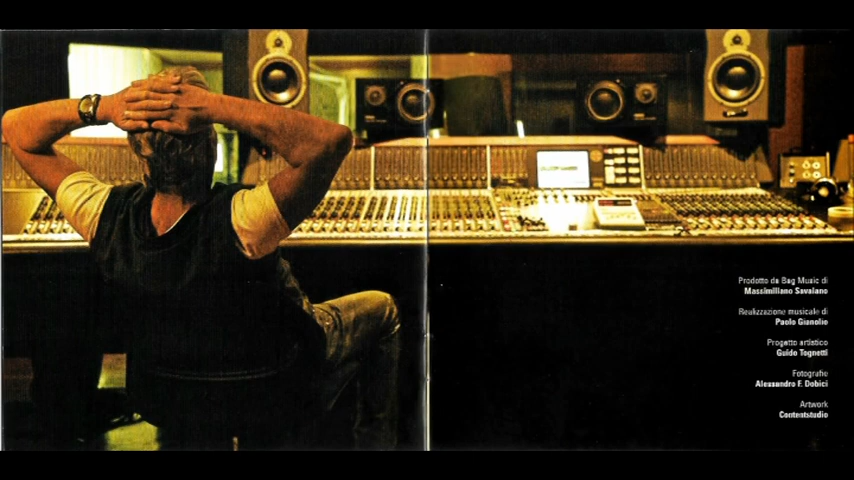 Prodotto da Bag Music di
Massimiliano Savaiano
Realizzazione musicale di
Paolo Gianolio
Progetto artistico
Guido Tognetti
Fotografie
Alessandro F. Dobici
Artwork
Contentstudio